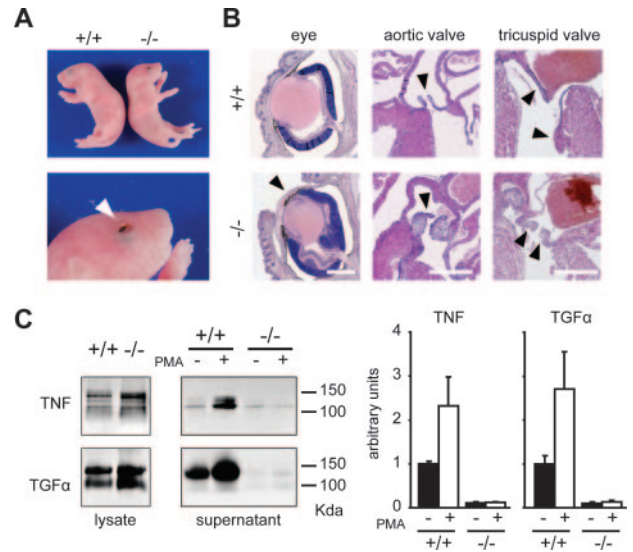 A
+/+ -/-
B
eye aortic valve tricuspid valve
+/+
-/-
C
+/+ -/-
+/+ -/-
PMA - + - +
TNF
150
100
TGFα
150
100
Kda
lysate supernatant
TNF TGFα
arbitrary units
4
3
2
1
0
PMA - + - + - + - +
+/+ -/- +/+ -/-